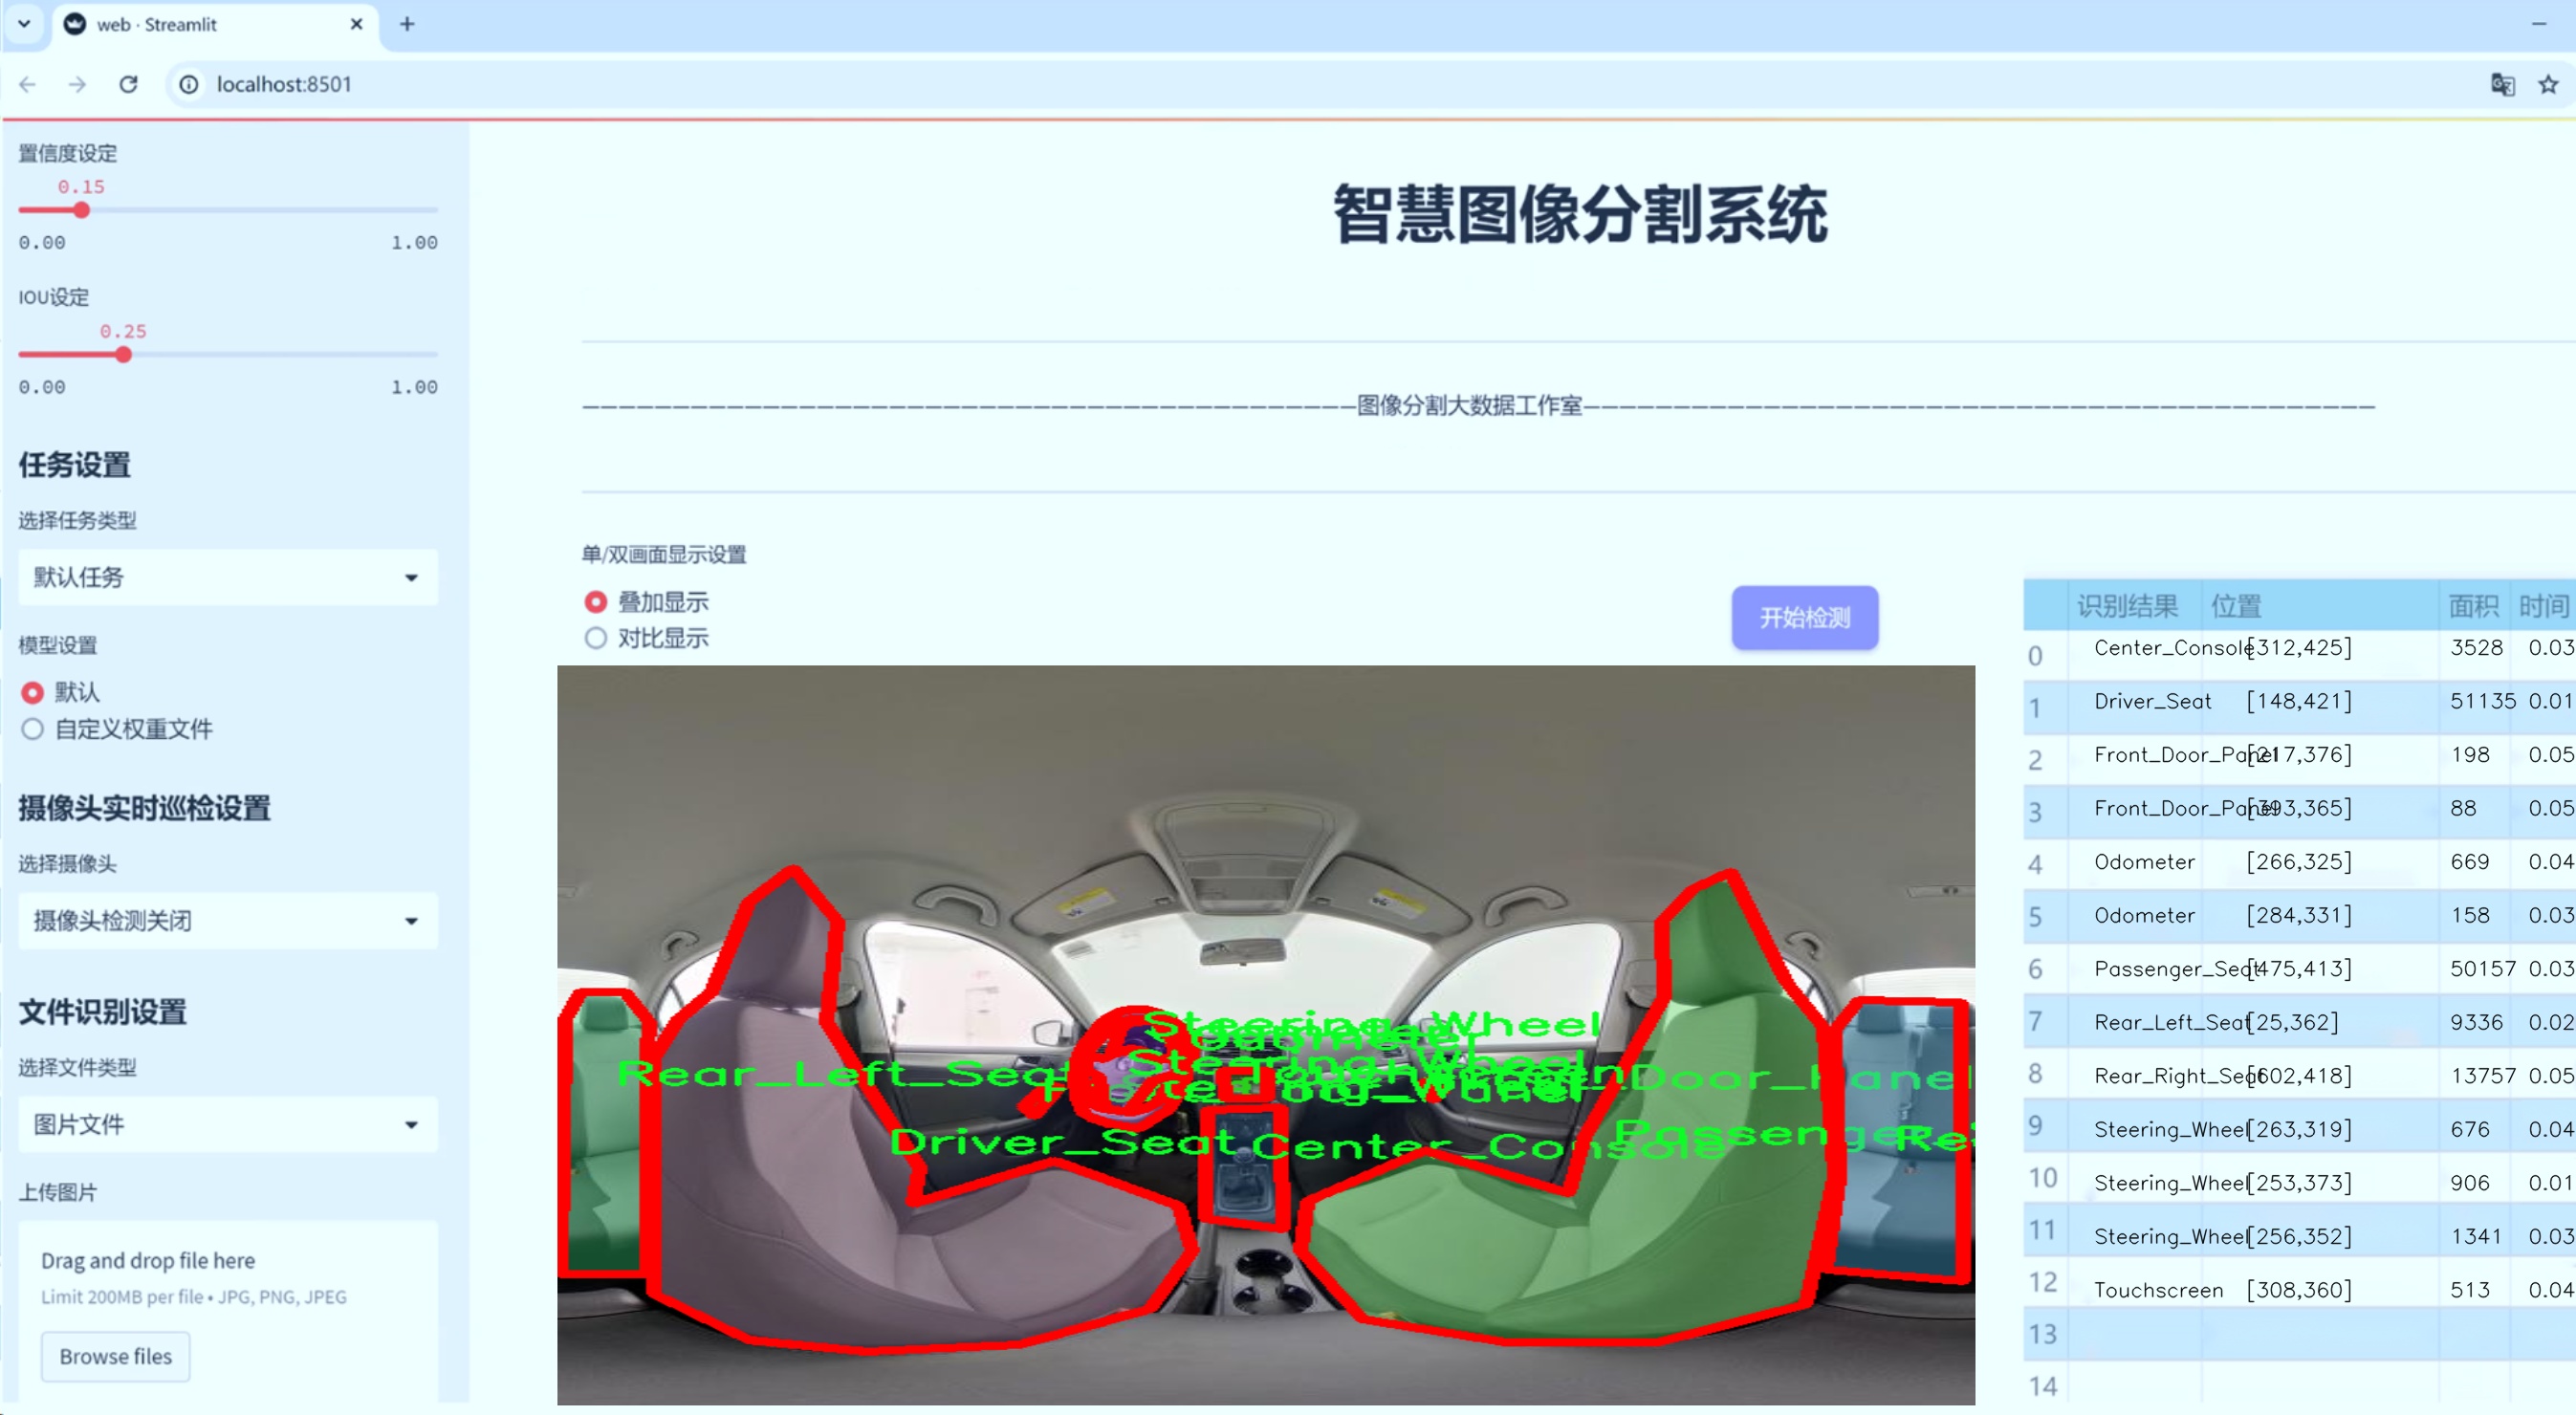 web · Streamlit
localhost:8501
置信度设定
0.15
0.00 1.00
IOU设定
0.25
0.00 1.00
任务设置
选择任务类型
默认任务
模型设置
默认
自定义权重文件
摄像头实时巡检设置
选择摄像头
摄像头检测关闭
文件识别设置
选择文件类型
图片文件
上传图片
Drag and drop file here
Limit 200MB per file • JPG, PNG, JPEG
Browse files
智慧图像分割系统
图像分割大数据工作室
单/双画面显示设置
叠加显示
对比显示
开始检测
Steering_Wheel
Steering_Wheel
Rear_Left_Seat
Driver_Seat
Center_Console
识别结果 位置 面积 时间
0 Center_Console [312,425] 3528 0.03
1 Driver_Seat [148,421] 51135 0.01
2 Front_Door_Panel [217,376] 198 0.05
3 Front_Door_Panel [393,365] 88 0.05
4 Odometer [266,325] 669 0.04
5 Odometer [284,331] 158 0.03
6 Passenger_Seat [475,413] 50157 0.03
7 Rear_Left_Seat [25,362] 9336 0.02
8 Rear_Right_Seat [602,418] 13757 0.05
9 Steering_Wheel [263,319] 676 0.04
10 Steering_Wheel [253,373] 906 0.01
11 Steering_Wheel [256,352] 1341 0.03
12 Touchscreen [308,360] 513 0.04
13
14